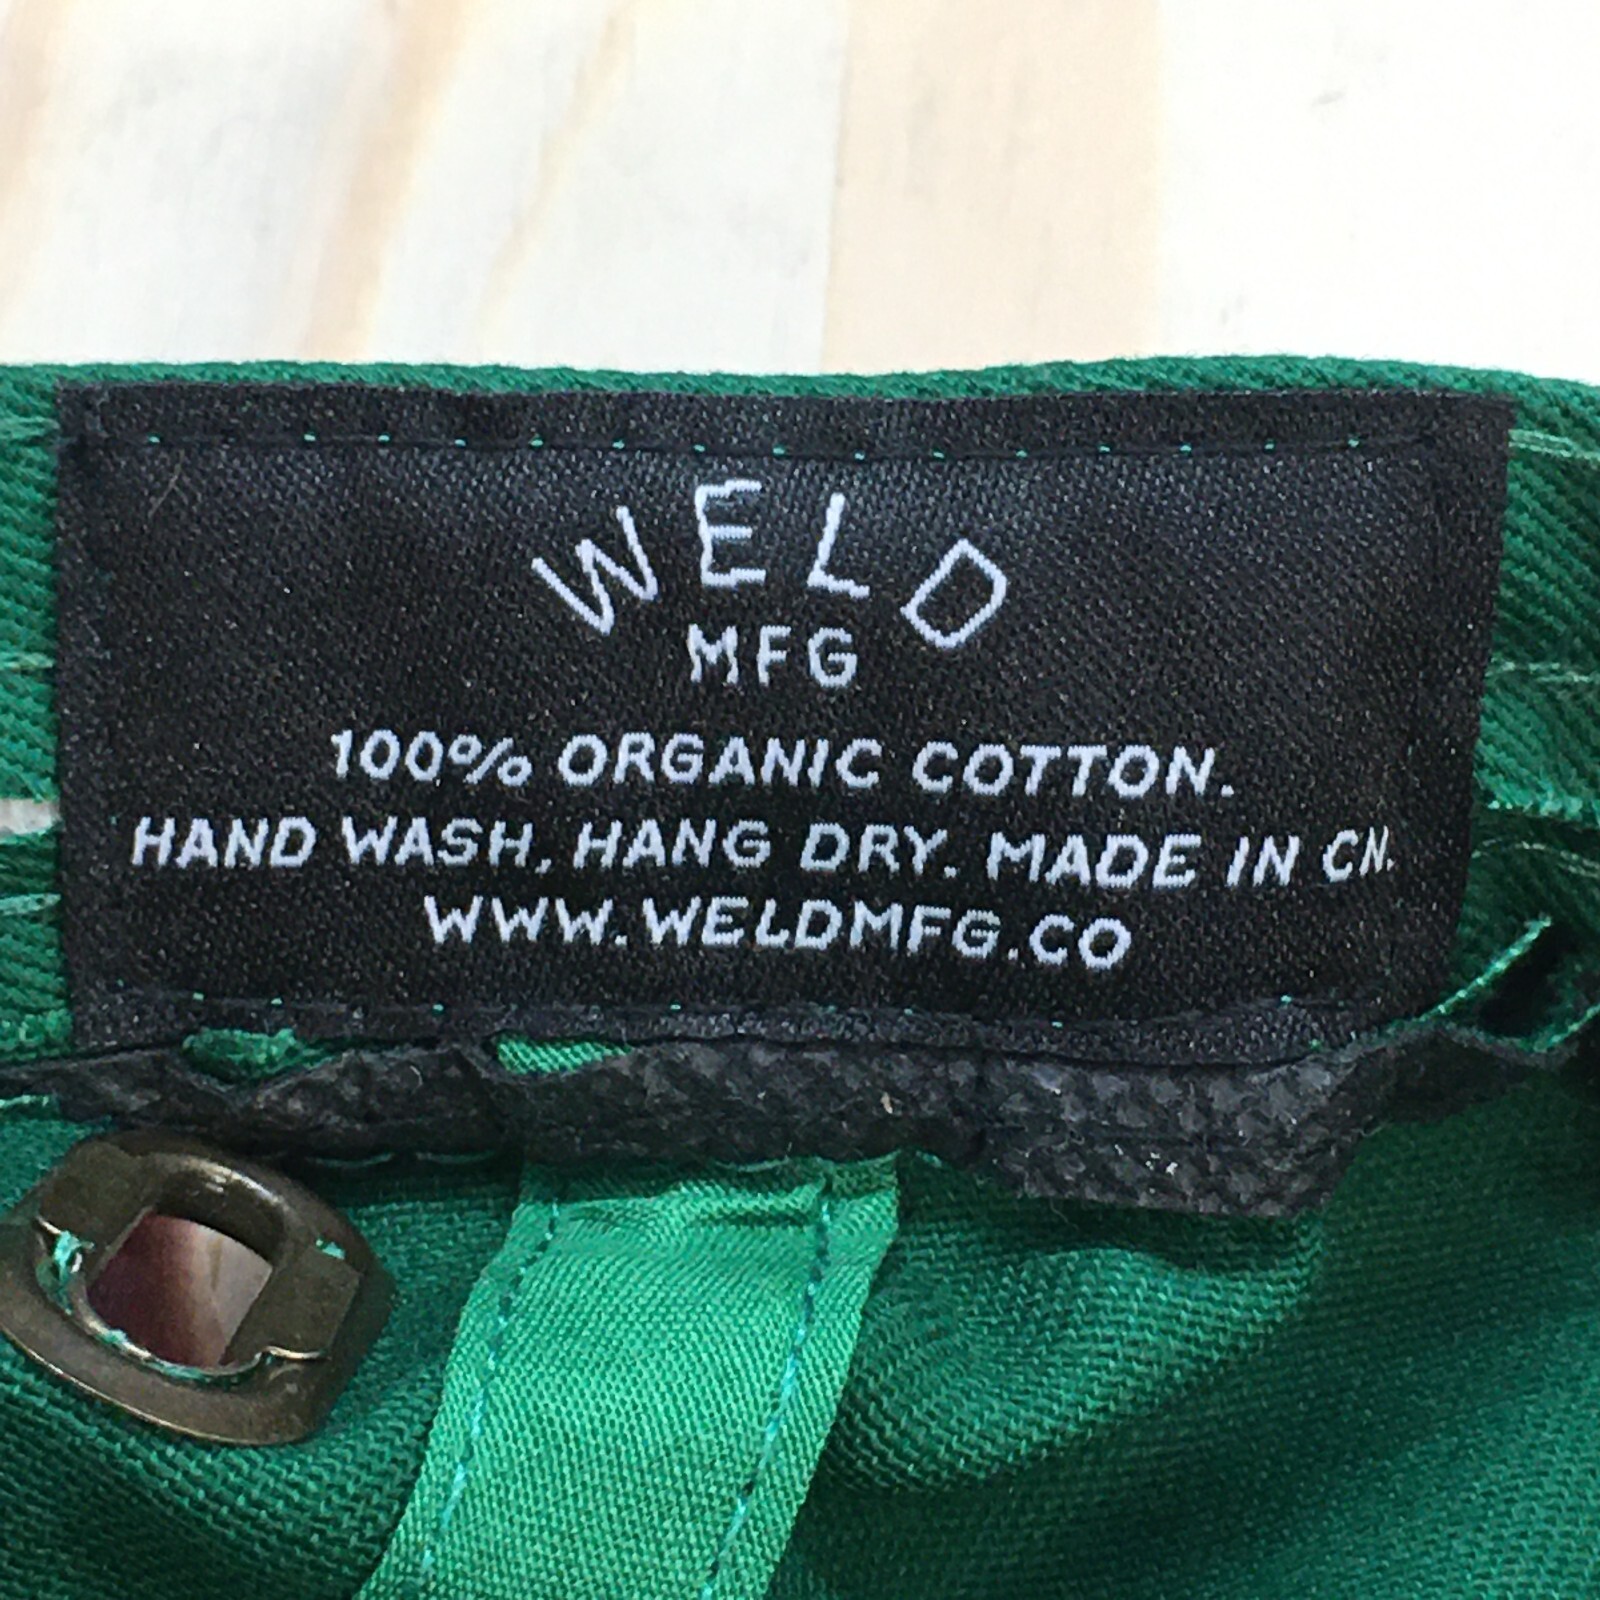 WELD
MFG
100% ORGANIC COTTON.
HAND WASH, HANG DRY. MADE IN CN.
WWW.WELDMFG.CO